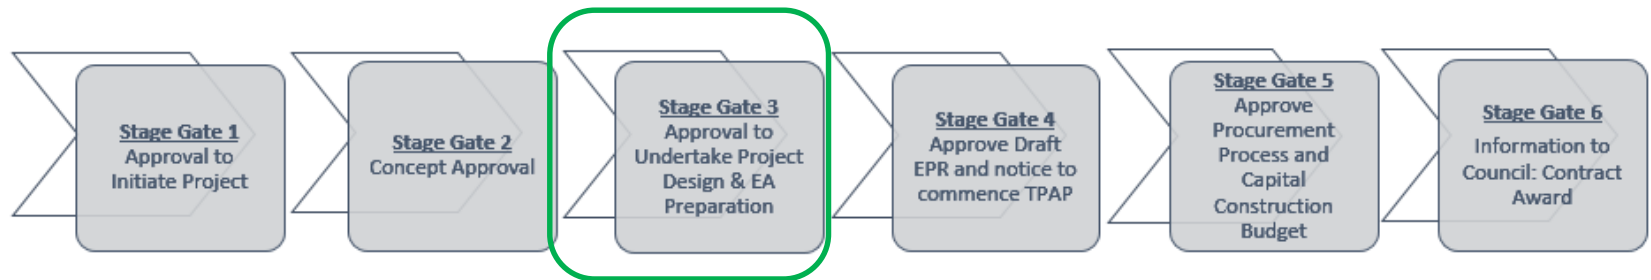 Stage Gate 1
Approval to
Initiate Project
Stage Gate 2
Concept Approval
Stage Gate 3
Approval to
Undertake Project
Design & EA
Preparation
Stage Gate 4
Approve Draft
EPR and notice to
commence TPAP
Stage Gate 5
Approve
Procurement
Process and
Capital
Construction
Budget
Stage Gate 6
Information to
Council: Contract
Award